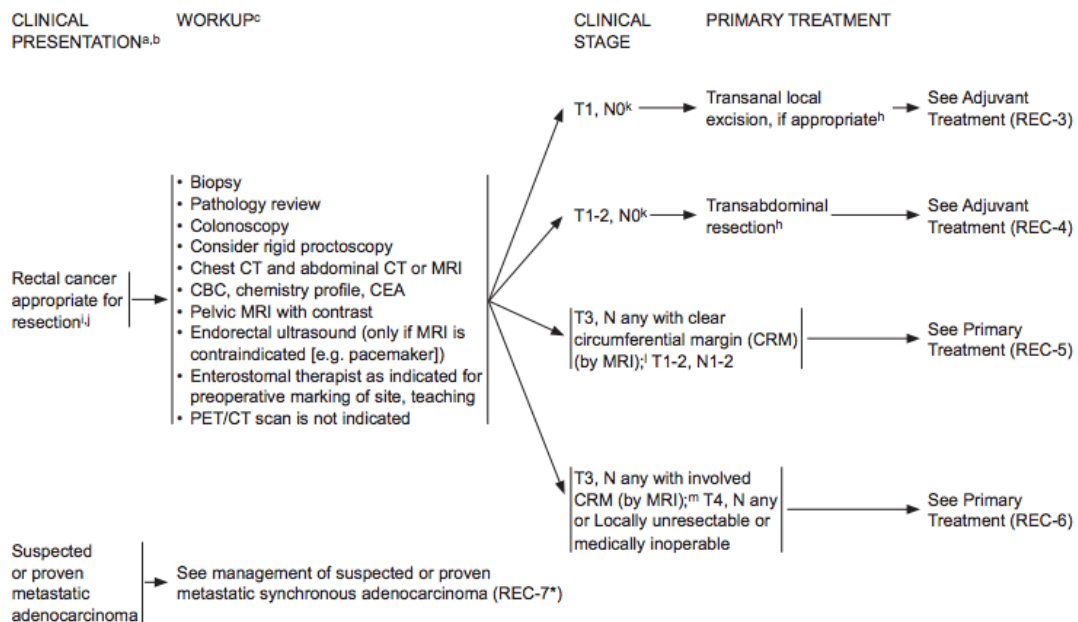 CLINICAL
PRESENTATIONa,b
WORKUPc
CLINICAL
STAGE
PRIMARY TREATMENT
Rectal cancer
appropriate for
resectioni,j
• Biopsy
• Pathology review
• Colonoscopy
• Consider rigid proctoscopy
• Chest CT and abdominal CT or MRI
• CBC, chemistry profile, CEA
• Pelvic MRI with contrast
• Endorectal ultrasound (only if MRI is
contraindicated [e.g. pacemaker])
• Enterostomal therapist as indicated for
preoperative marking of site, teaching
• PET/CT scan is not indicated
T1, N0k
Transanal local
excision, if appropriateh
See Adjuvant
Treatment (REC-3)
T1-2, N0k
Transabdominal
resectionh
See Adjuvant
Treatment (REC-4)
T3, N any with clear
circumferential margin (CRM)
(by MRI);l T1-2, N1-2
See Primary
Treatment (REC-5)
T3, N any with involved
CRM (by MRI);m T4, N any
or Locally unresectable or
medically inoperable
See Primary
Treatment (REC-6)
Suspected
or proven
metastatic
adenocarcinoma
See management of suspected or proven
metastatic synchronous adenocarcinoma (REC-7*)